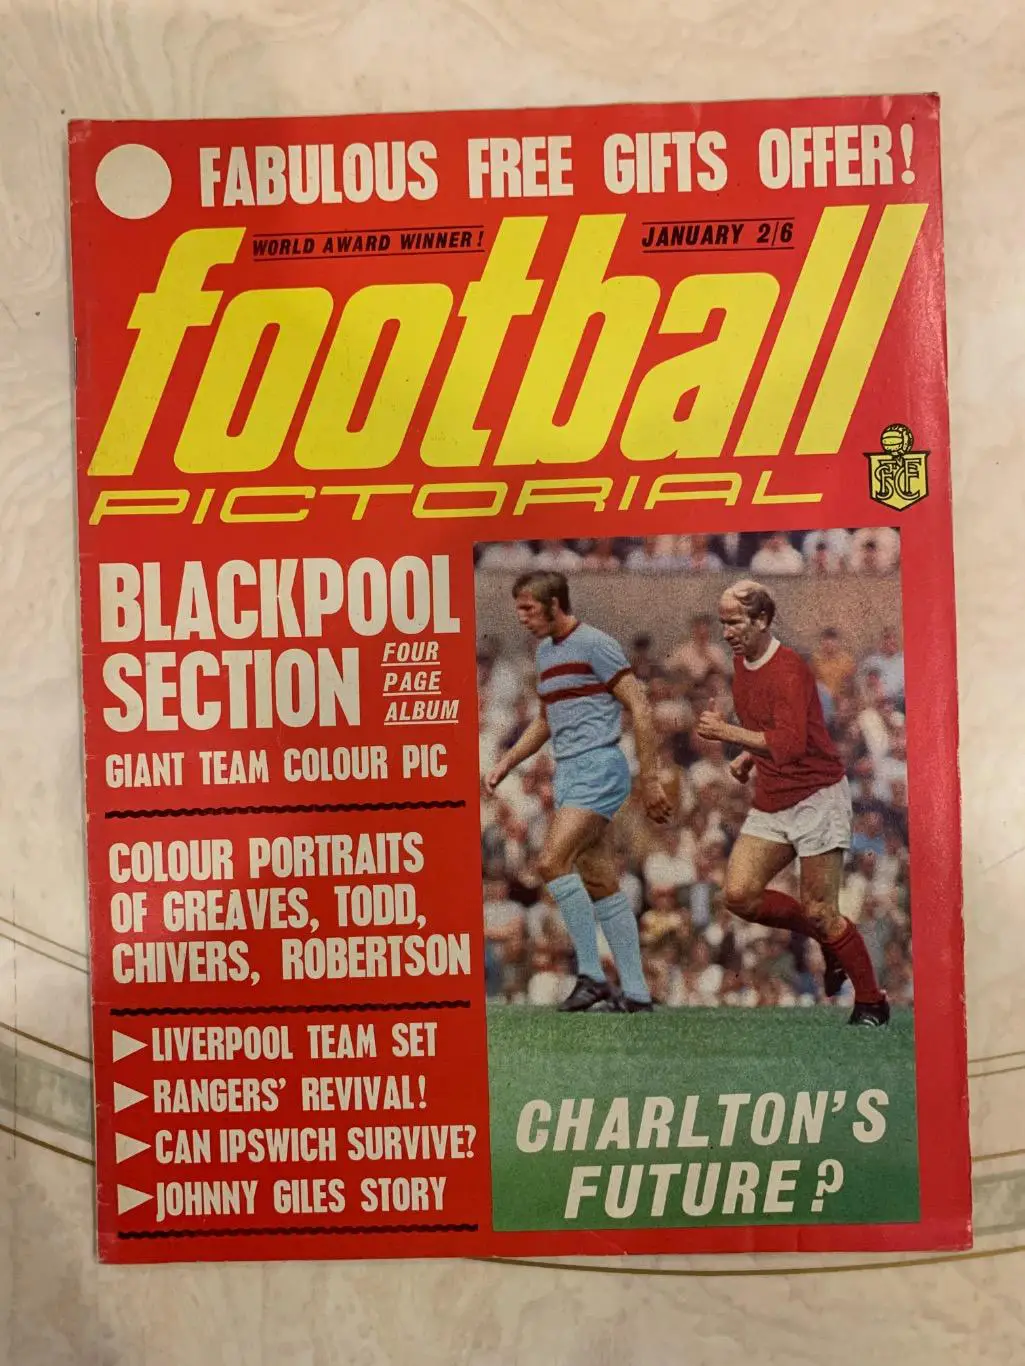 FABULOUS FREE GIFTS OFFER!
WORLD AWARD WINNER!
JANUARY 2/6
football
PICTORIAL
BLACKPOOL
SECTION
FOUR
PAGE
ALBUM
GIANT TEAM COLOUR PIC
COLOUR PORTRAITS
OF GREAVES, TODD,
CHIVERS, ROBERTSON
LIVERPOOL TEAM SET
RANGERS' REVIVAL!
CAN IPSWICH SURVIVE?
JOHNNY GILES STORY
CHARLTON'S
FUTURE?